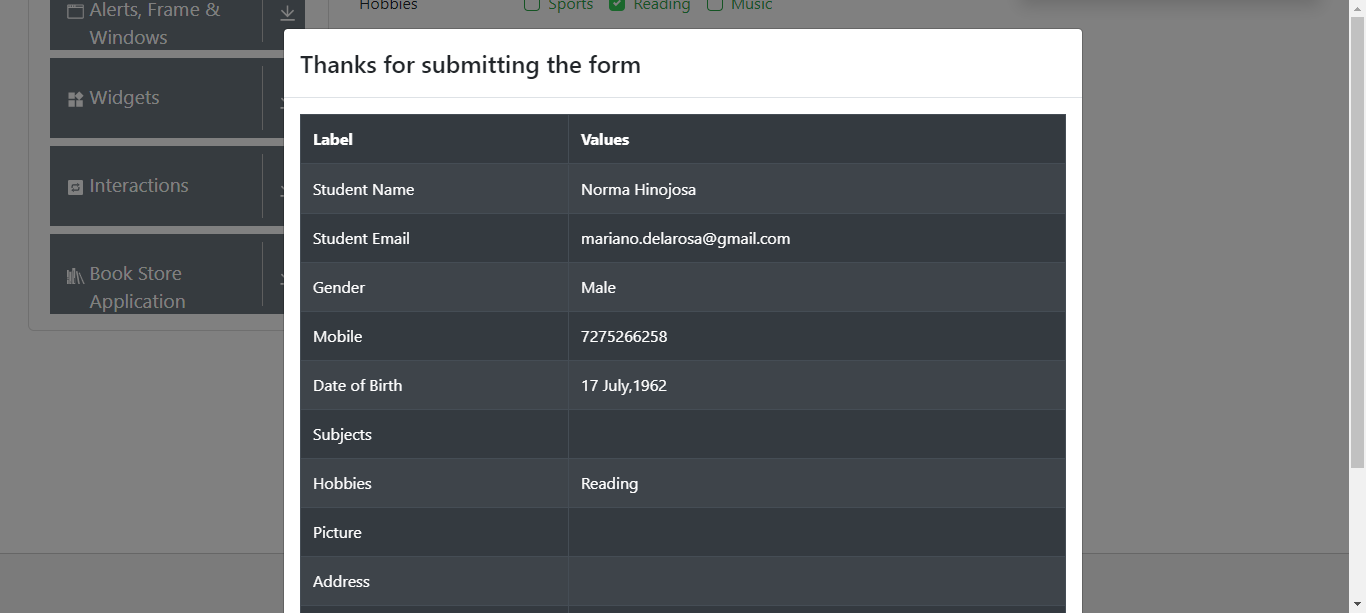 Hobbies Sports Reading Music
Alerts, Frame &
Windows
Widgets
Interactions
Book Store
Application
Thanks for submitting the form
Label Values
Student Name Norma Hinojosa
Student Email mariano.delarosa@gmail.com
Gender Male
Mobile 7275266258
Date of Birth 17 July,1962
Subjects
Hobbies Reading
Picture
Address